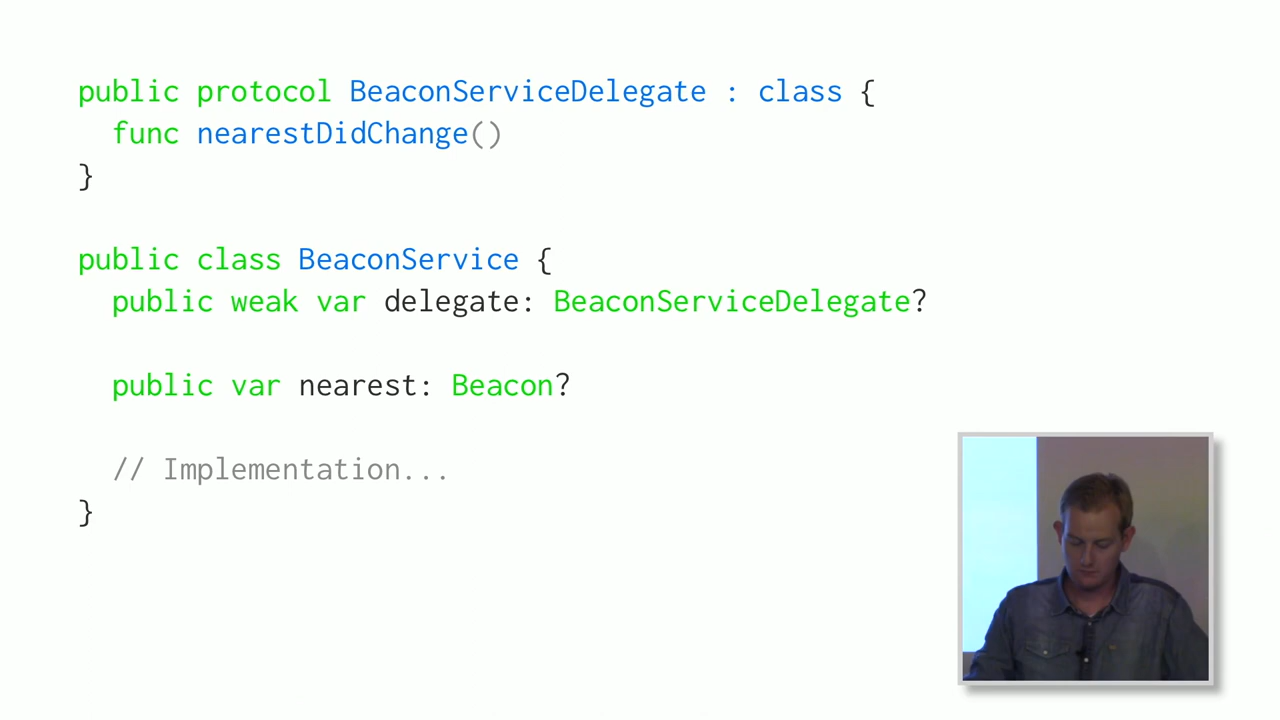 public protocol BeaconServiceDelegate : class {
  func nearestDidChange()
}
public class BeaconService {
  public weak var delegate: BeaconServiceDelegate?
  public var nearest: Beacon?
  // Implementation...
}